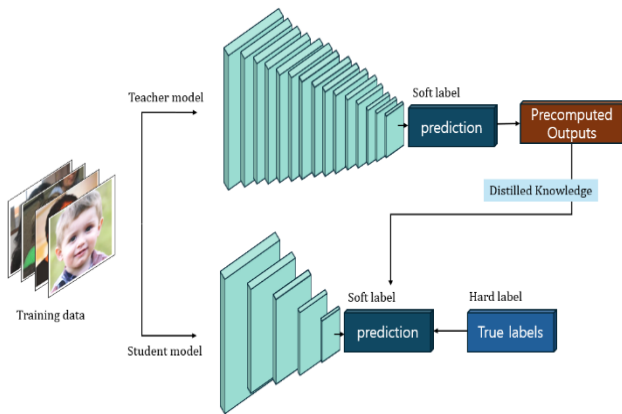 Soft label
Teacher model
prediction
Precomputed
Outputs
Distilled Knowledge
Training data
Soft label
Hard label
prediction
True labels
Student model